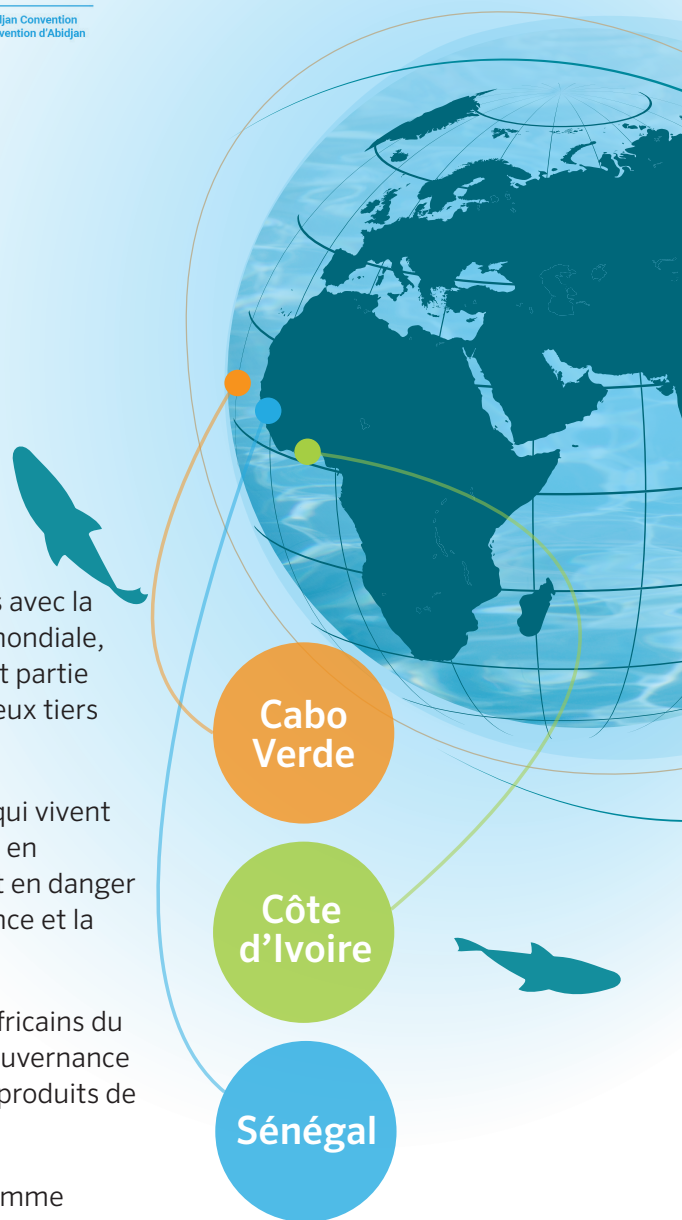 djan Convention
vention d'Abidjan
s avec la
mondiale,
t partie
eux tiers
qui vivent
en
t en danger
nce et la
fricains du
uvernance
produits de
mme
Cabo
Verde
Côte
d'Ivoire
Sénégal